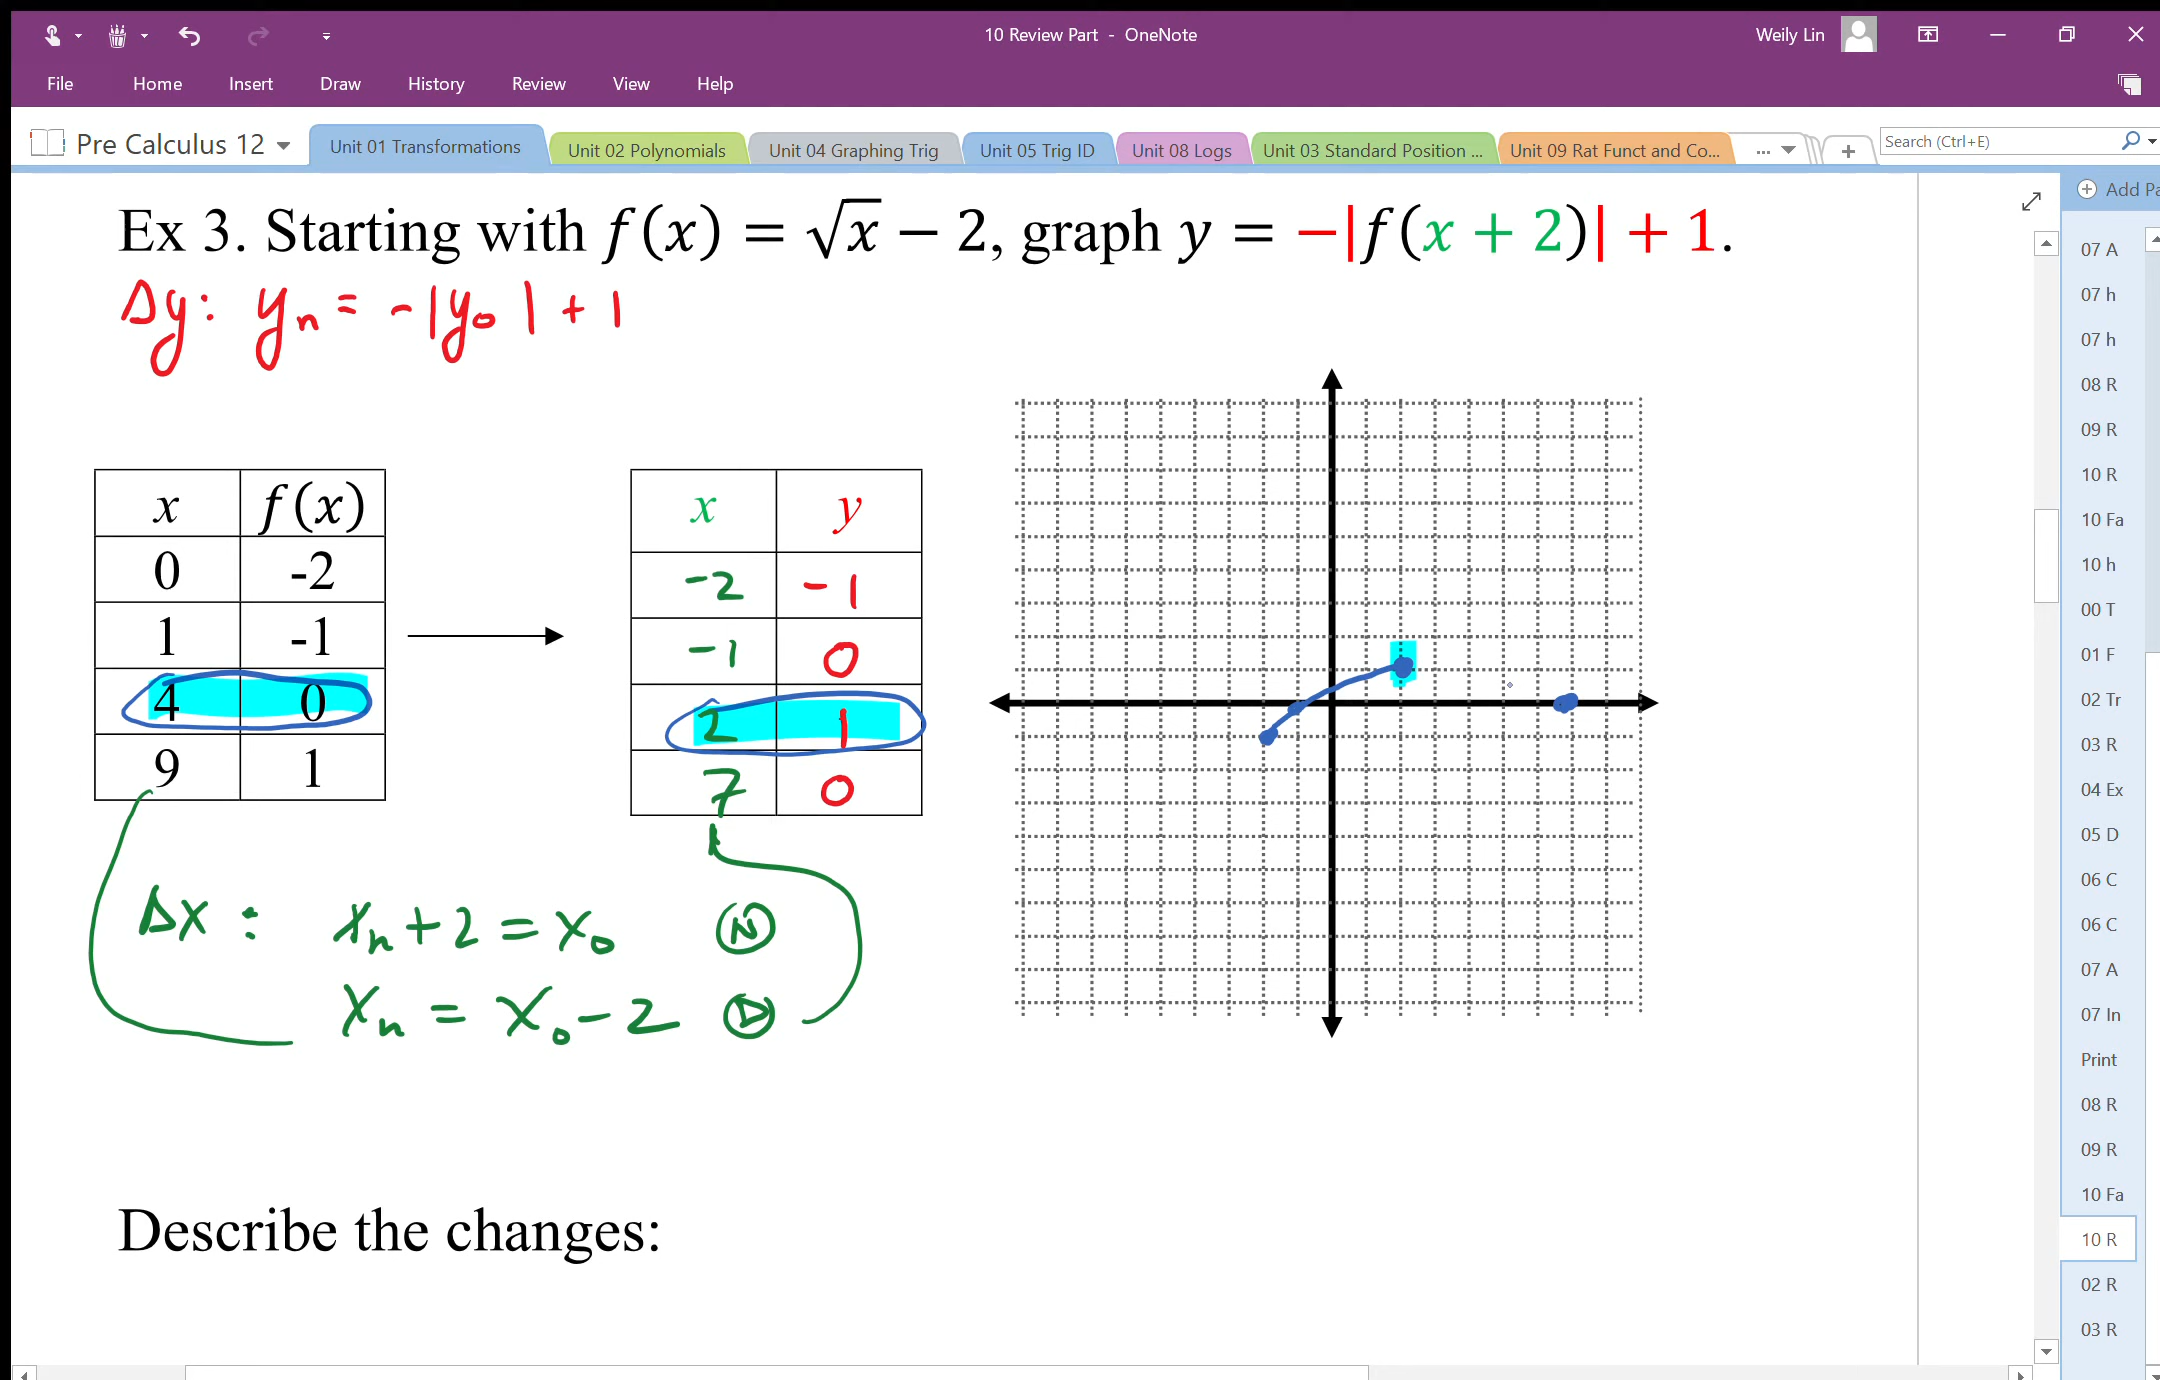 10 Review Part - OneNote
Weily Lin
File Home Insert Draw History Review View Help
Pre Calculus 12
Unit 01 Transformations
Unit 02 Polynomials
Unit 04 Graphing Trig
Unit 05 Trig ID
Unit 08 Logs
Unit 03 Standard Position ...
Unit 09 Rat Funct and Co...
...
Search (Ctrl+E)
Ex 3. Starting with f(x) = √x − 2, graph y = −|f(x + 2)| + 1.
Δy: yₙ = -|y₀| + 1
x f(x)
0 -2
1 -1
4 0
9 1
x y
-2 -1
-1 0
2 1
7 0
Δx : xₙ + 2 = x₀ N
xₙ = x₀ - 2 D
Describe the changes:
Add Pa
07 A
07 h
07 h
08 R
09 R
10 R
10 Fa
10 h
00 T
01 F
02 Tr
03 R
04 Ex
05 D
06 C
06 C
07 A
07 In
Print
08 R
09 R
10 Fa
10 R
02 R
03 R